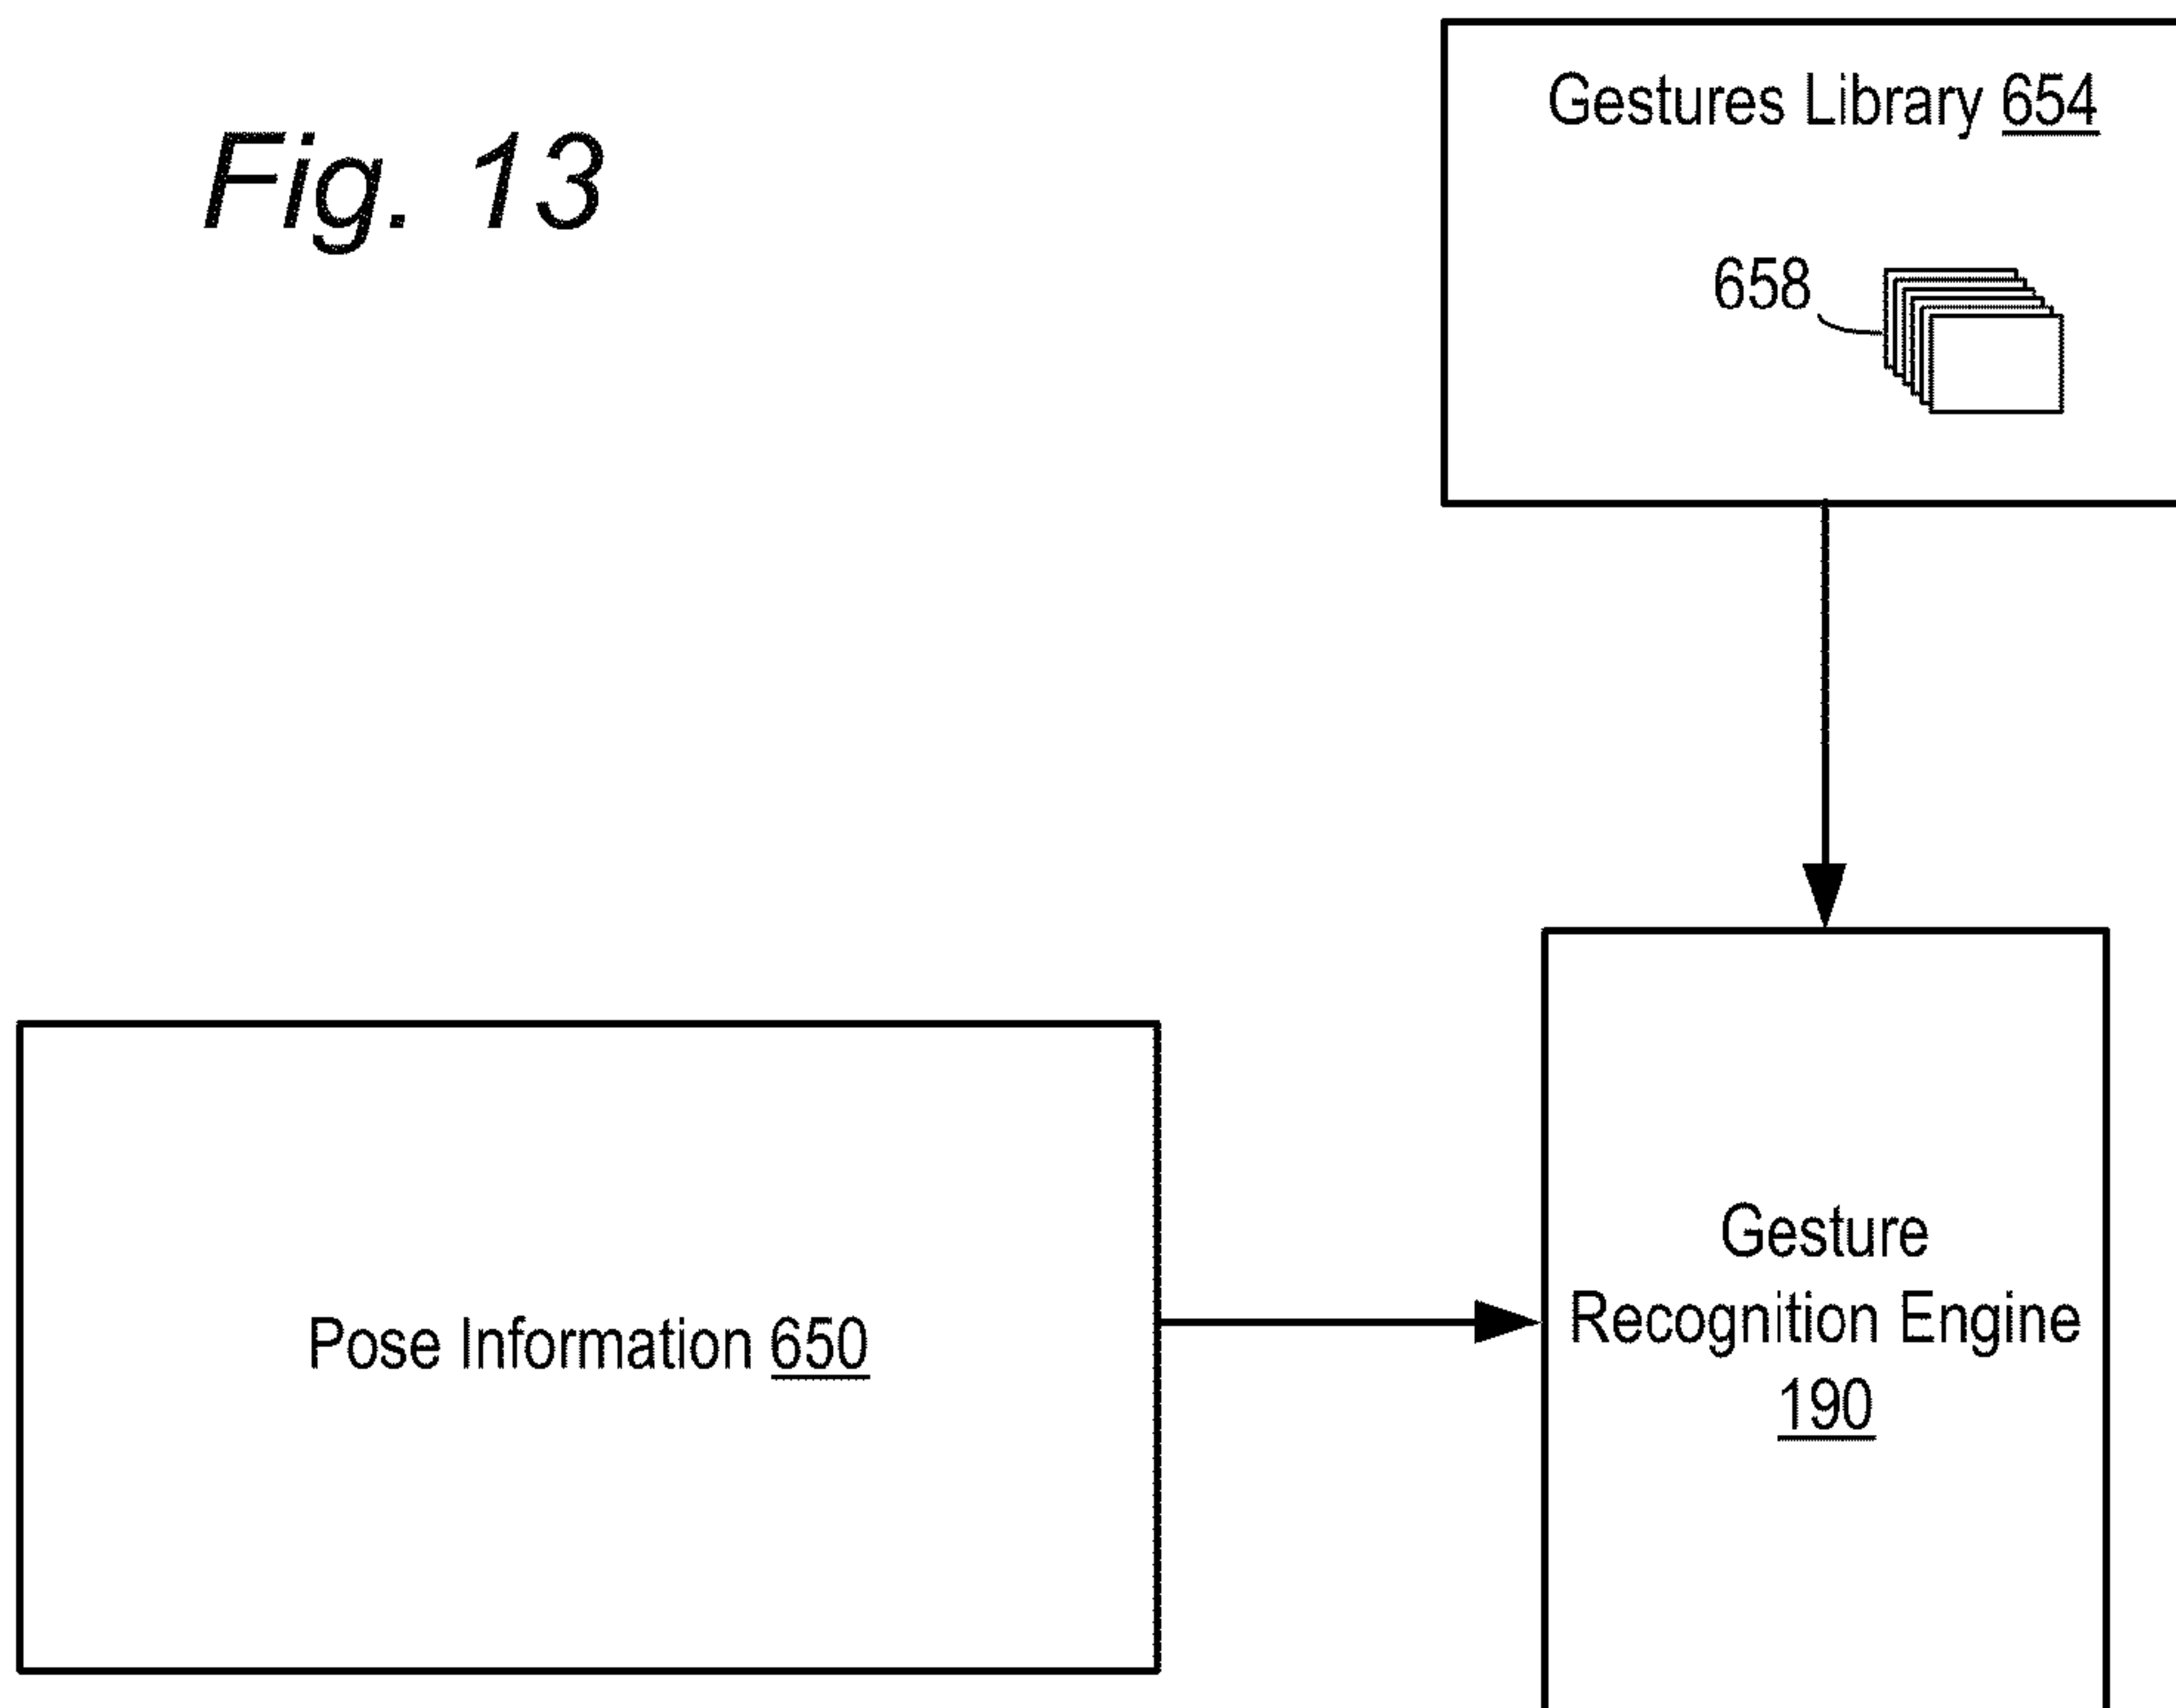 Fig. 13
Gestures Library 654
658
Pose Information 650
Gesture
Recognition Engine
190